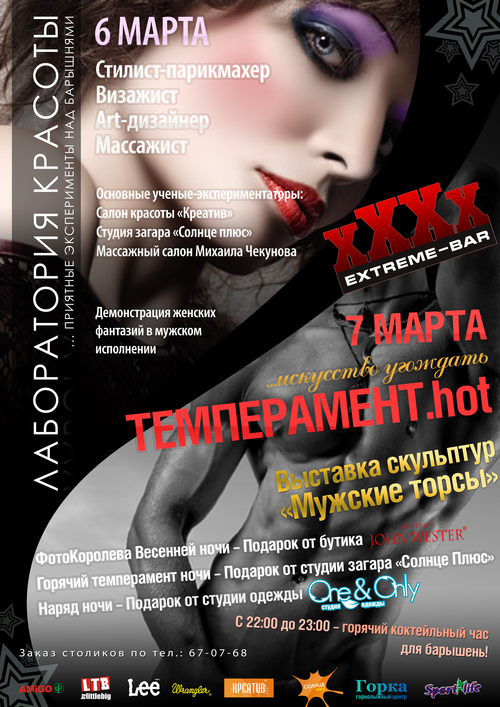 ЛАБОРАТОРИЯ КРАСОТЫ
... ПРИЯТНЫЕ ЭКСПЕРИМЕНТЫ НАД БАРЫШНЯМИ
6 МАРТА
Стилист-парикмахер
Визажист
Art-дизайнер
Массажист
Основные ученые-экспериментаторы:
Салон красоты «Креатив»
Студия загара «Солнце плюс»
Массажный салон Михаила Чекунова
Демонстрация женских
фантазий в мужском
исполнении
xXXx
EXTREME-BAR
7 МАРТА
...искусство угождать
ТЕМПЕРАМЕНТ.hot
Выставка скульптур
«Мужские торсы»
ФотоКоролева Весенней ночи – Подарок от бутика JOHN WESTER®
Горячий темперамент ночи – Подарок от студии загара «Солнце Плюс»
Наряд ночи – Подарок от студии одежды One & Only
студия одежды
С 22:00 до 23:00 – горячий коктейльный час
для барышень!
Заказ столиков по тел.: 67-07-68
AMIGO LTB littlebig Lee Wrangler КРЕАТИВ СОЛНЦЕ Горка горнолыжный центр Sport life